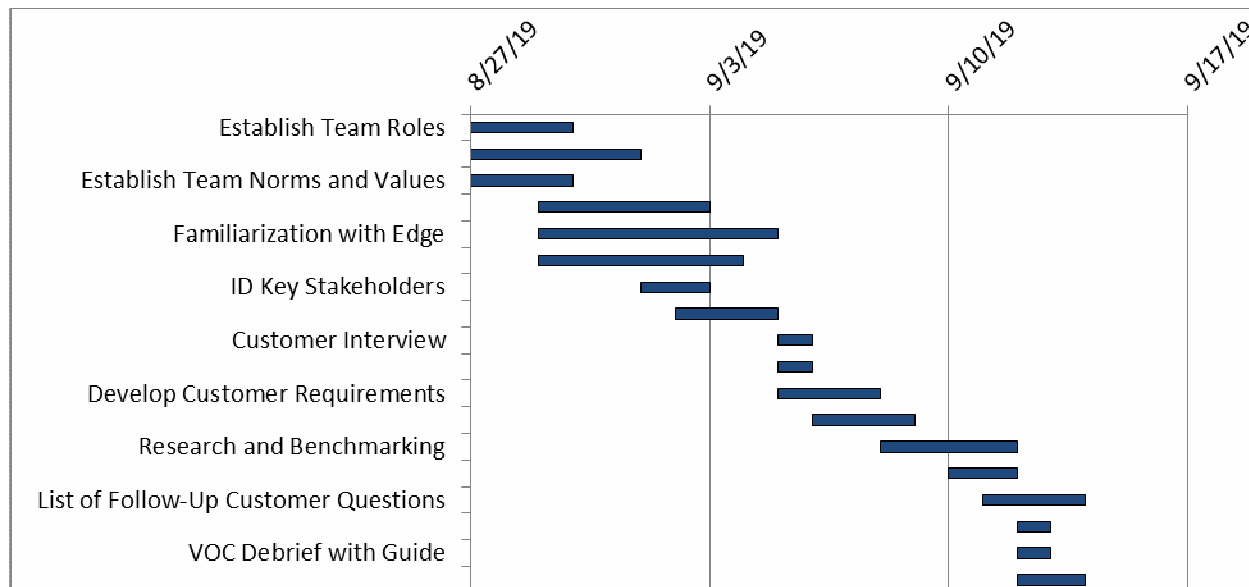 8/27/19
9/3/19
9/10/19
9/17/19
Establish Team Roles
Establish Team Norms and Values
Familiarization with Edge
ID Key Stakeholders
Customer Interview
Develop Customer Requirements
Research and Benchmarking
List of Follow-Up Customer Questions
VOC Debrief with Guide